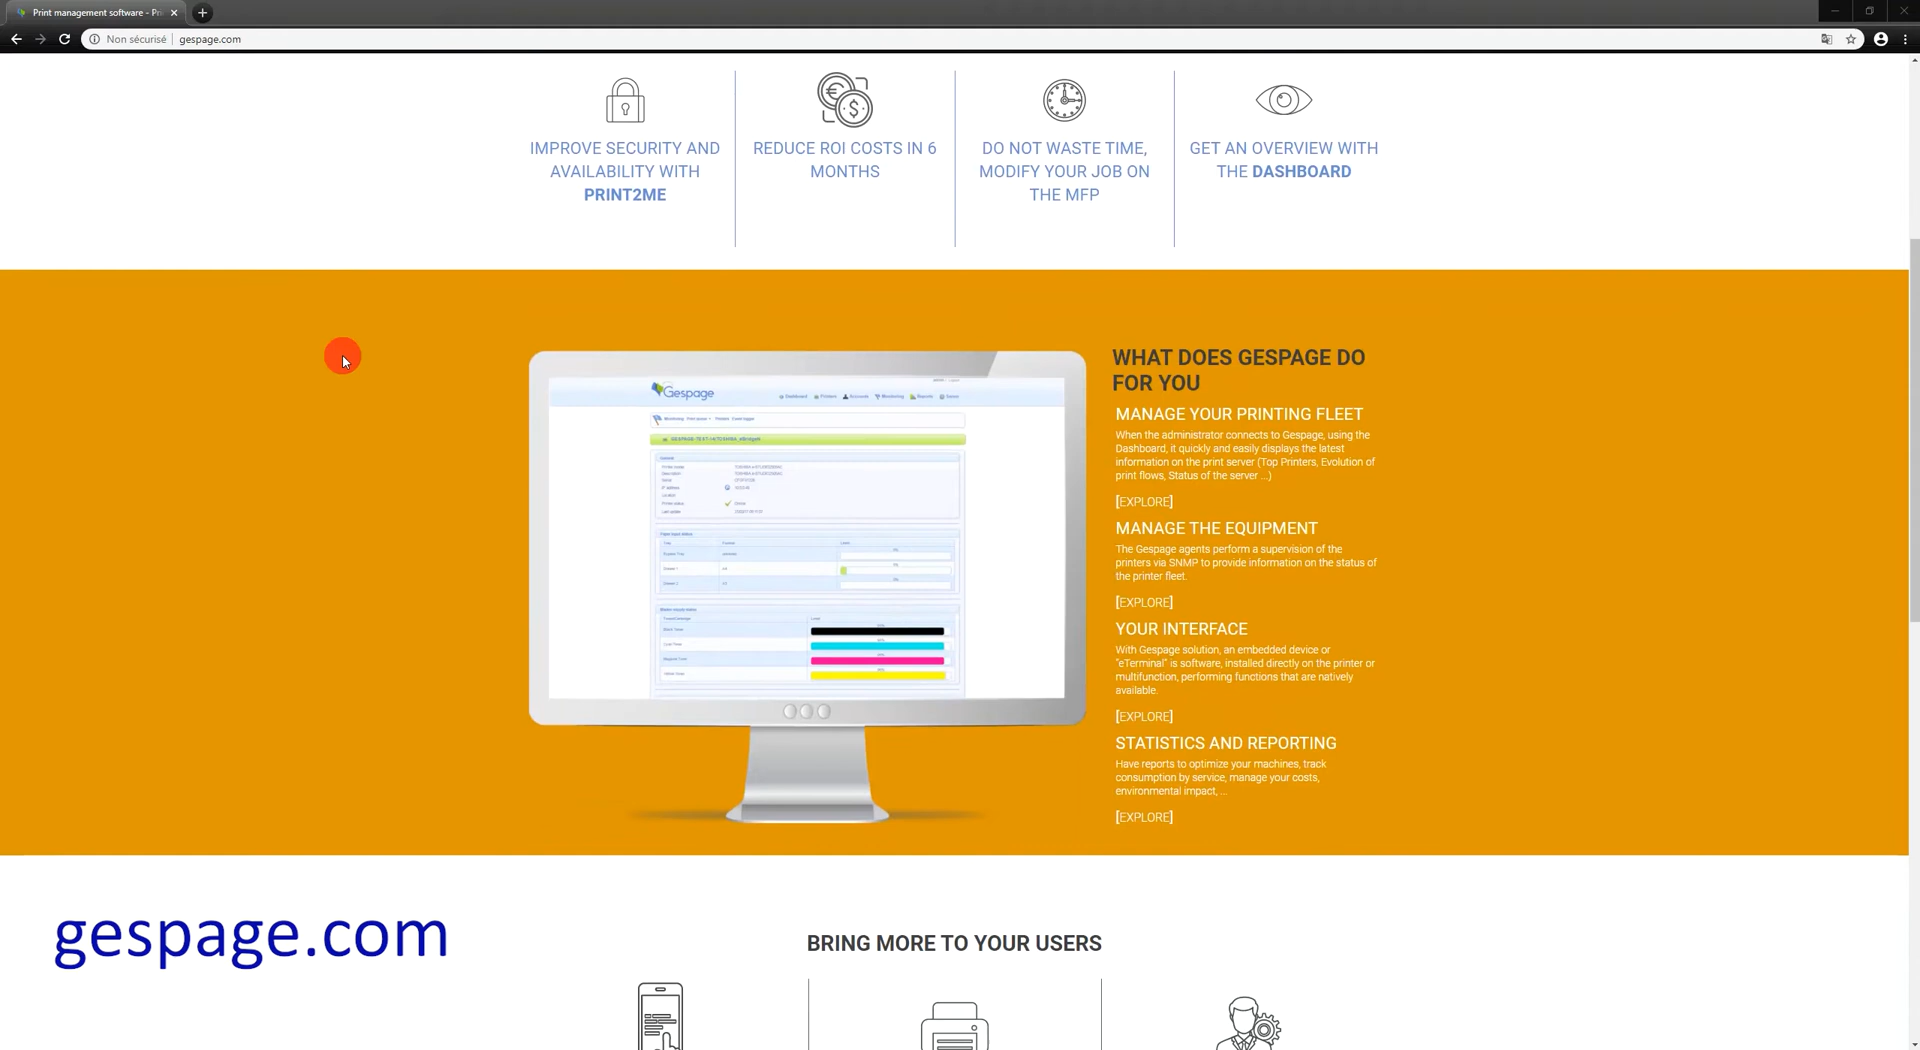 Print management software - Pri
Non sécurisé
gespage.com
IMPROVE SECURITY AND
AVAILABILITY WITH
PRINT2ME
REDUCE ROI COSTS IN 6
MONTHS
DO NOT WASTE TIME,
MODIFY YOUR JOB ON
THE MFP
GET AN OVERVIEW WITH
THE DASHBOARD
Gespage
Dashboard Printers Accounts Monitoring Reports
WHAT DOES GESPAGE DO
FOR YOU
MANAGE YOUR PRINTING FLEET
When the administrator connects to Gespage, using the
Dashboard, it quickly and easily displays the latest
information on the print server (Top Printers, Evolution of
print flows, Status of the server ...)
[EXPLORE]
MANAGE THE EQUIPMENT
The Gespage agents perform a supervision of the
printers via SNMP to provide information on the status of
the printer fleet.
[EXPLORE]
YOUR INTERFACE
With Gespage solution, an embedded device or
"eTerminal" is software, installed directly on the printer or
multifunction, performing functions that are natively
available.
[EXPLORE]
STATISTICS AND REPORTING
Have reports to optimize your machines, track
consumption by service, manage your costs,
environmental impact, ...
[EXPLORE]
gespage.com
BRING MORE TO YOUR USERS